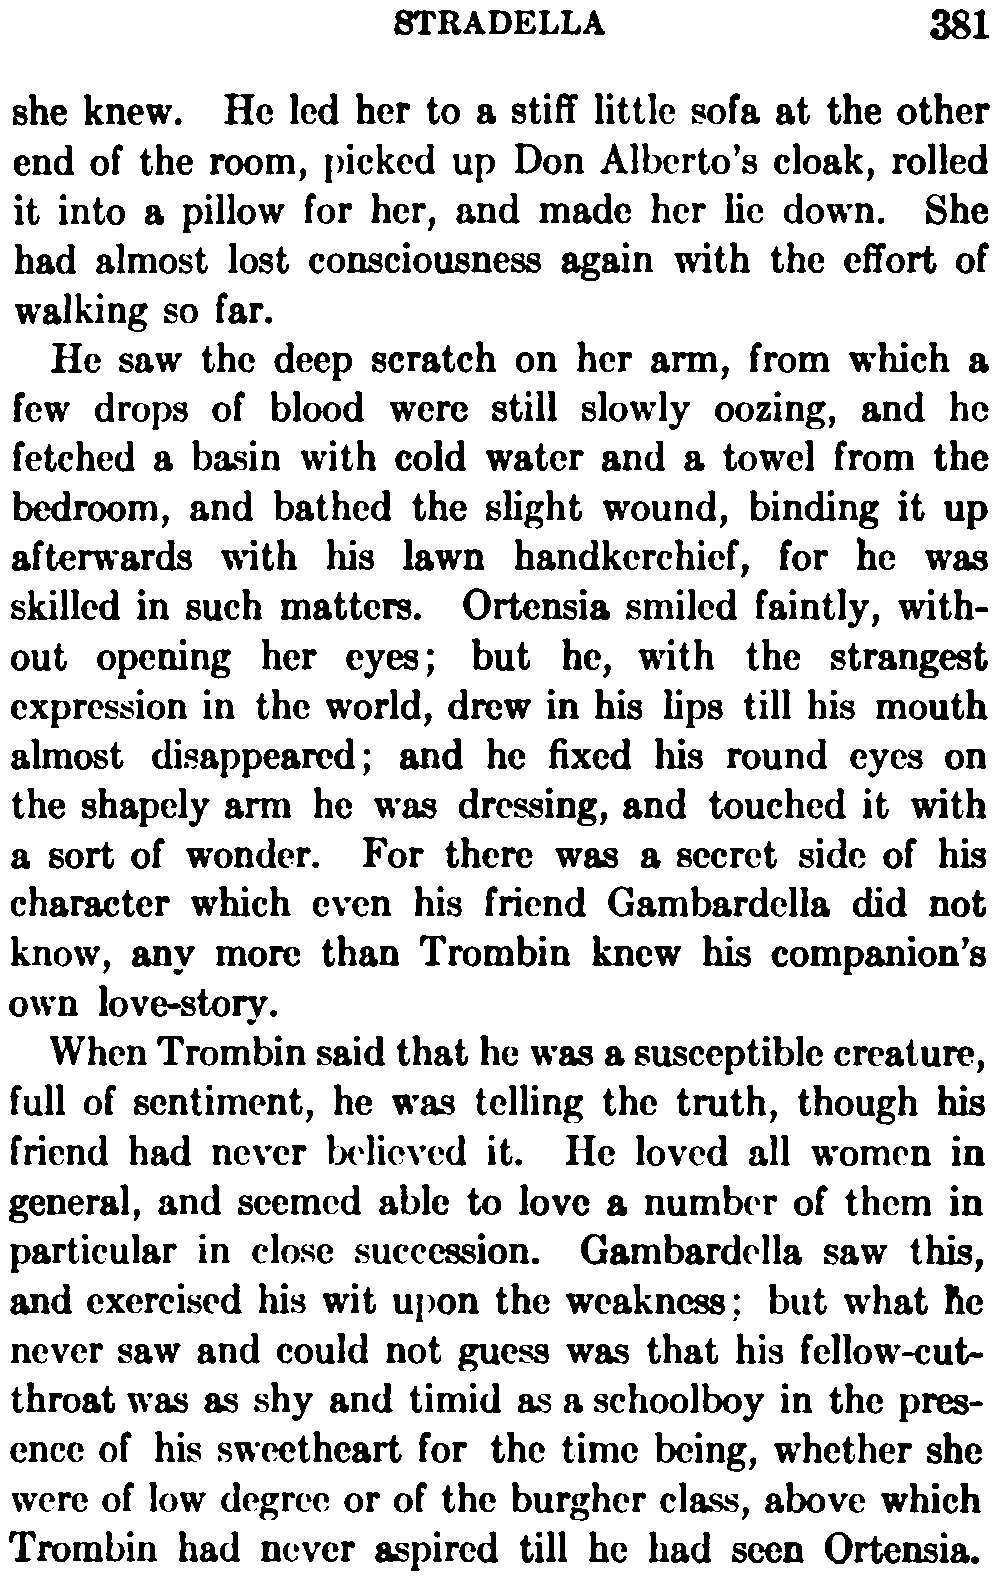 STRADELLA 381
she knew. He led her to a stiff little sofa at the other
end of the room, picked up Don Alberto's cloak, rolled
it into a pillow for her, and made her lie down. She
had almost lost consciousness again with the effort of
walking so far.
He saw the deep scratch on her arm, from which a
few drops of blood were still slowly oozing, and he
fetched a basin with cold water and a towel from the
bedroom, and bathed the slight wound, binding it up
afterwards with his lawn handkerchief, for he was
skilled in such matters. Ortensia smiled faintly, with-
out opening her eyes; but he, with the strangest
expression in the world, drew in his lips till his mouth
almost disappeared; and he fixed his round eyes on
the shapely arm he was dressing, and touched it with
a sort of wonder. For there was a secret side of his
character which even his friend Gambardella did not
know, any more than Trombin knew his companion's
own love-story.
When Trombin said that he was a susceptible creature,
full of sentiment, he was telling the truth, though his
friend had never believed it. He loved all women in
general, and seemed able to love a number of them in
particular in close succession. Gambardella saw this,
and exercised his wit upon the weakness; but what he
never saw and could not guess was that his fellow-cut-
throat was as shy and timid as a schoolboy in the pres-
ence of his sweetheart for the time being, whether she
were of low degree or of the burgher class, above which
Trombin had never aspired till he had seen Ortensia.